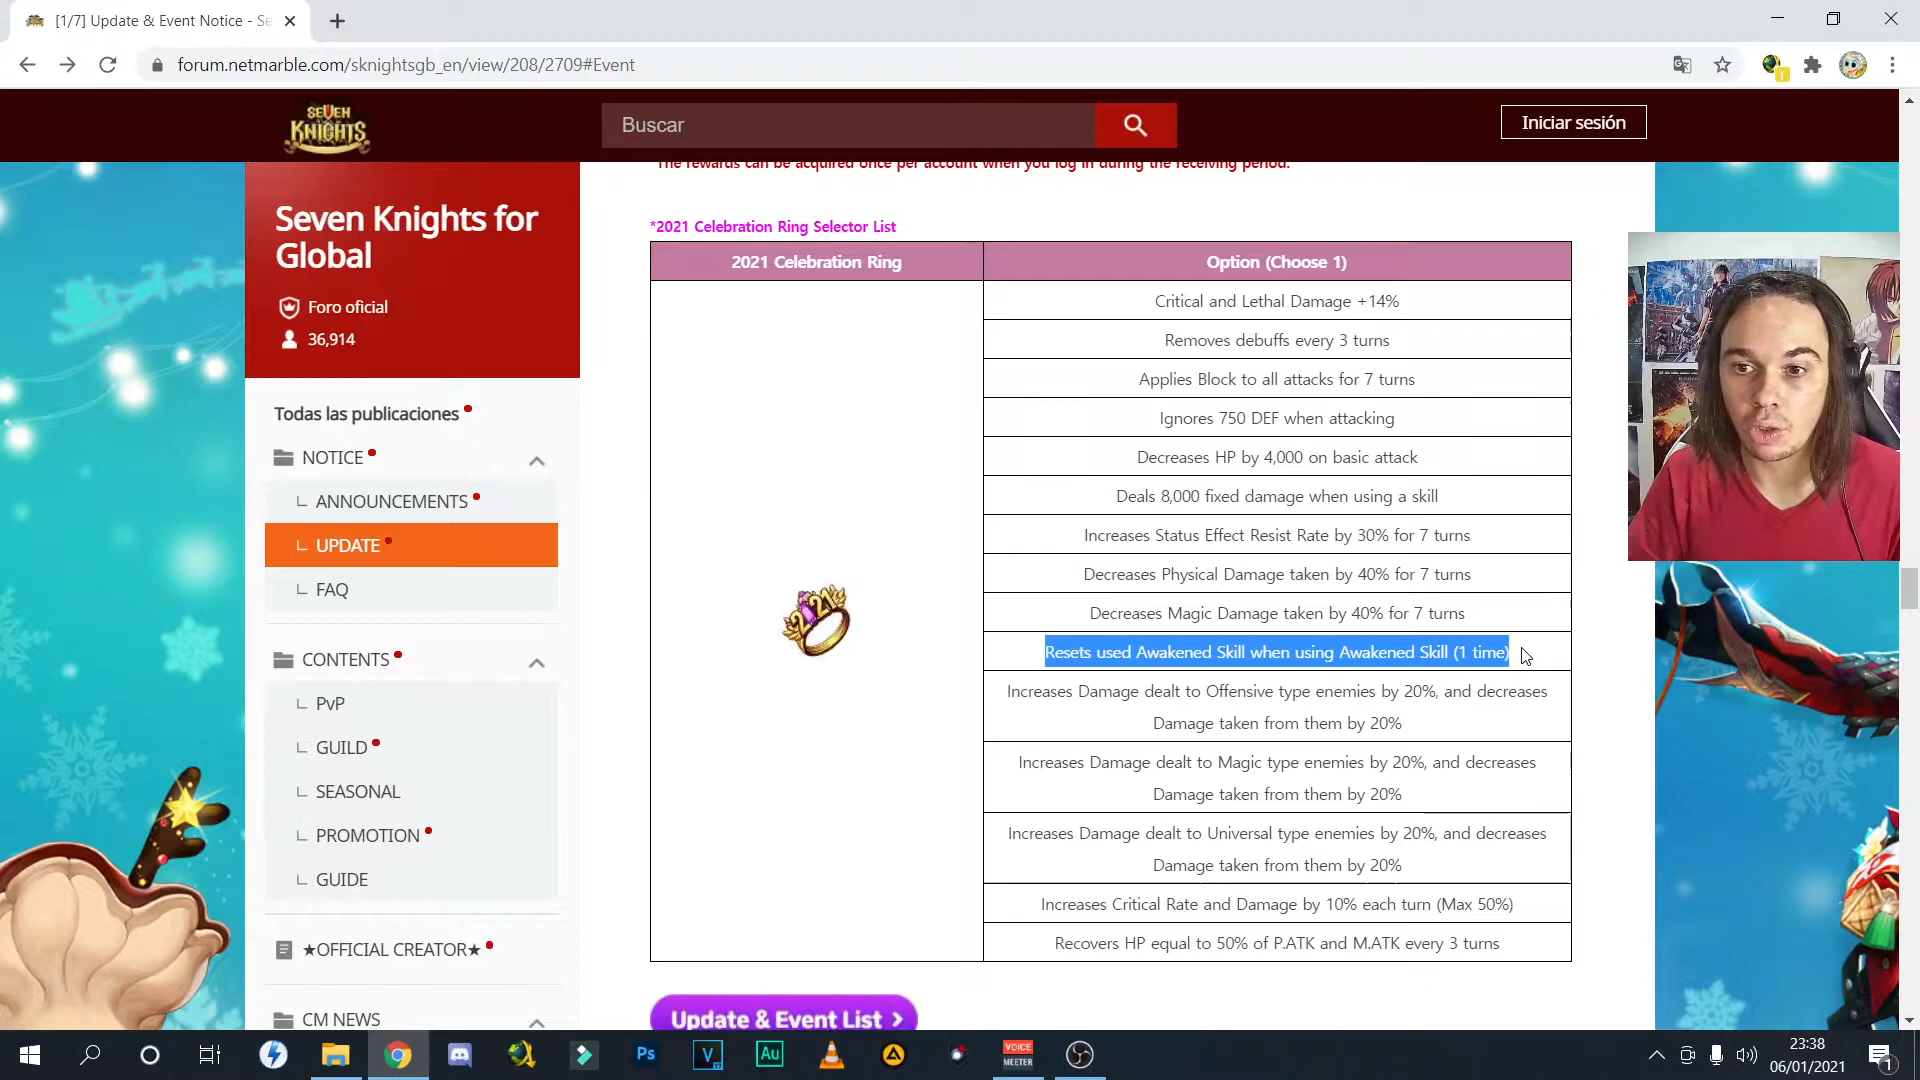 [1/7] Update & Event Notice - Se
forum.netmarble.com/sknightsgb_en/view/208/2709#Event
SEVEN KNIGHTS
Buscar
Iniciar sesión
Seven Knights for Global
Foro oficial
36,914
Todas las publicaciones
NOTICE
ANNOUNCEMENTS
UPDATE
FAQ
CONTENTS
PvP
GUILD
SEASONAL
PROMOTION
GUIDE
★OFFICIAL CREATOR★
CM NEWS
The rewards can be acquired once per account when you log in during the receiving period.
*2021 Celebration Ring Selector List
2021 Celebration Ring
Option (Choose 1)
2021
Critical and Lethal Damage +14%
Removes debuffs every 3 turns
Applies Block to all attacks for 7 turns
Ignores 750 DEF when attacking
Decreases HP by 4,000 on basic attack
Deals 8,000 fixed damage when using a skill
Increases Status Effect Resist Rate by 30% for 7 turns
Decreases Physical Damage taken by 40% for 7 turns
Decreases Magic Damage taken by 40% for 7 turns
Resets used Awakened Skill when using Awakened Skill (1 time)
Increases Damage dealt to Offensive type enemies by 20%, and decreases
Damage taken from them by 20%
Increases Damage dealt to Magic type enemies by 20%, and decreases
Damage taken from them by 20%
Increases Damage dealt to Universal type enemies by 20%, and decreases
Damage taken from them by 20%
Increases Critical Rate and Damage by 10% each turn (Max 50%)
Recovers HP equal to 50% of P.ATK and M.ATK every 3 turns
Update & Event List >
Ps
V
Au
VOICE
MEETER
23:38
06/01/2021
1